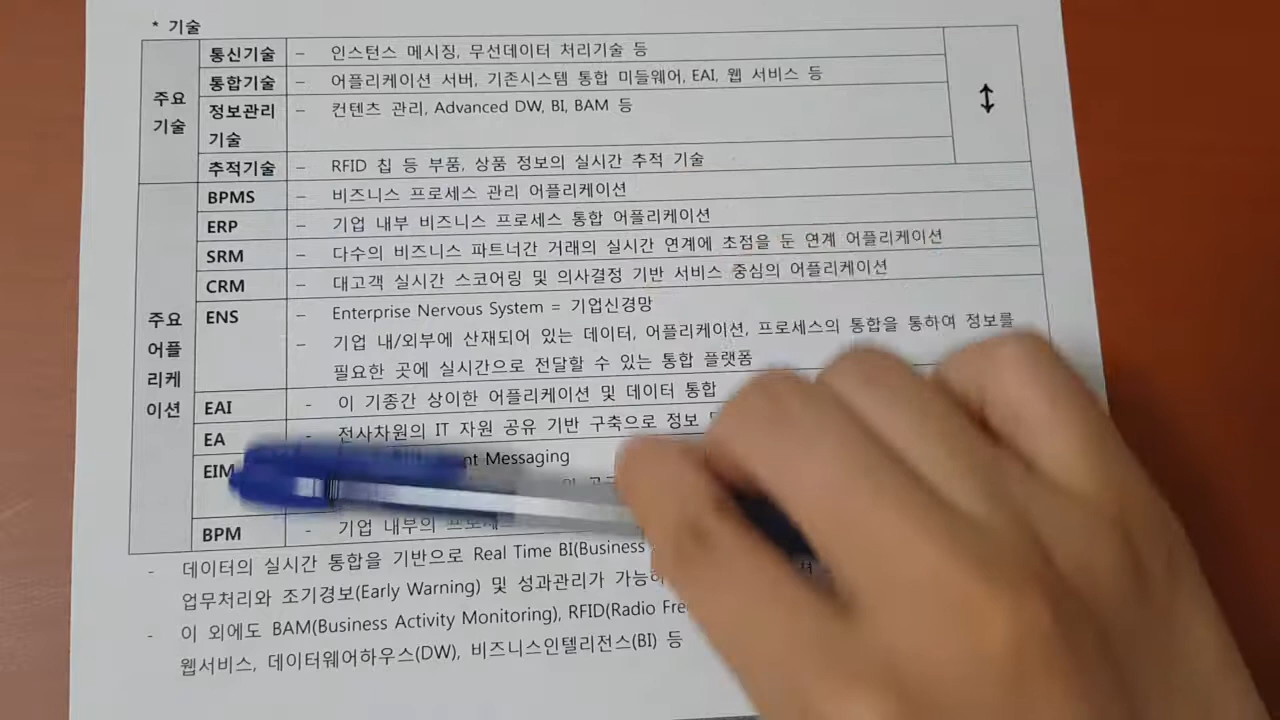 * 기술
주요 기술
통신기술 – 인스턴스 메시징, 무선데이터 처리기술 등
통합기술 – 어플리케이션 서버, 기존시스템 통합 미들웨어, EAI, 웹 서비스 등
정보관리 – 컨텐츠 관리, Advanced DW, BI, BAM 등
기술
↕
추적기술 – RFID 칩 등 부품, 상품 정보의 실시간 추적 기술
주요 어플리케이션
BPMS – 비즈니스 프로세스 관리 어플리케이션
ERP – 기업 내부 비즈니스 프로세스 통합 어플리케이션
SRM – 다수의 비즈니스 파트너간 거래의 실시간 연계에 초점을 둔 연계 어플리케이션
CRM – 대고객 실시간 스코어링 및 의사결정 기반 서비스 중심의 어플리케이션
ENS – Enterprise Nervous System = 기업신경망
– 기업 내/외부에 산재되어 있는 데이터, 어플리케이션, 프로세스의 통합을 통하여 정보를
필요한 곳에 실시간으로 전달할 수 있는 통합 플랫폼
EAI - 이 기종간 상이한 어플리케이션 및 데이터 통합
EA - 전사차원의 IT 자원 공유 기반 구축으로 정보
EIM Messaging
BPM - 기업 내부의
- 데이터의 실시간 통합을 기반으로 Real Time BI(Business
업무처리와 조기경보(Early Warning) 및 성과관리가
- 이 외에도 BAM(Business Activity Monitoring), RFID(Radio
웹서비스, 데이터웨어하우스(DW), 비즈니스인텔리전스(BI) 등